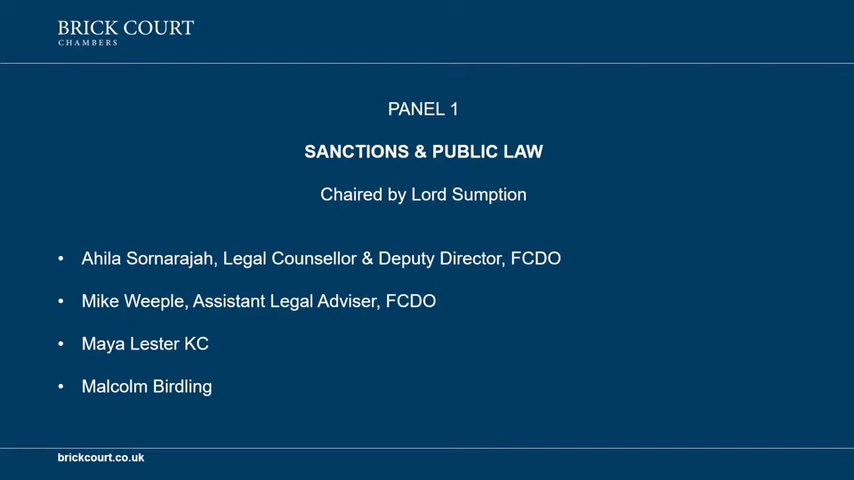 BRICK COURT
CHAMBERS
PANEL 1
SANCTIONS & PUBLIC LAW
Chaired by Lord Sumption
• Ahila Sornarajah, Legal Counsellor & Deputy Director, FCDO
• Mike Weeple, Assistant Legal Adviser, FCDO
• Maya Lester KC
• Malcolm Birdling
brickcourt.co.uk